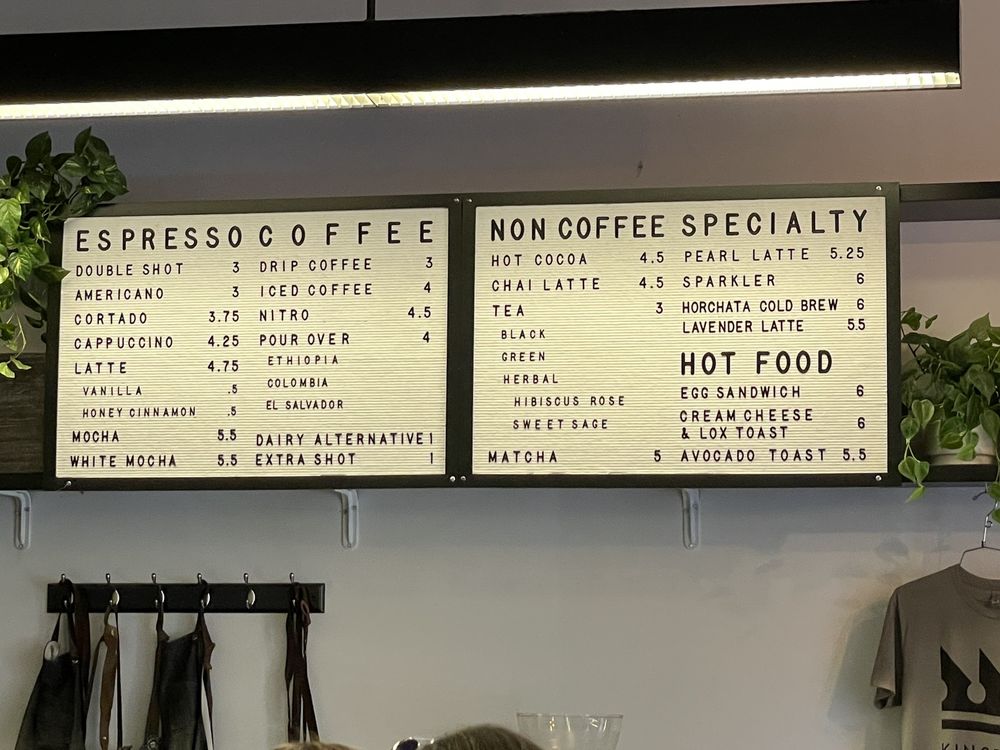 ESPRESSO
DOUBLE SHOT 3
AMERICANO 3
CORTADO 3.75
CAPPUCCINO 4.25
LATTE 4.75
VANILLA .5
HONEY CINNAMON .5
MOCHA 5.5
WHITE MOCHA 5.5
COFFEE
DRIP COFFEE 3
ICED COFFEE 4
NITRO 4.5
POUR OVER 4
ETHIOPIA
COLOMBIA
EL SALVADOR
DAIRY ALTERNATIVE 1
EXTRA SHOT 1
NON COFFEE
HOT COCOA 4.5
CHAI LATTE 4.5
TEA 3
BLACK
GREEN
HERBAL
HIBISCUS ROSE
SWEET SAGE
MATCHA 5
SPECIALTY
PEARL LATTE 5.25
SPARKLER 6
HORCHATA COLD BREW 6
LAVENDER LATTE 5.5
HOT FOOD
EGG SANDWICH 6
CREAM CHEESE
& LOX TOAST 6
AVOCADO TOAST 5.5